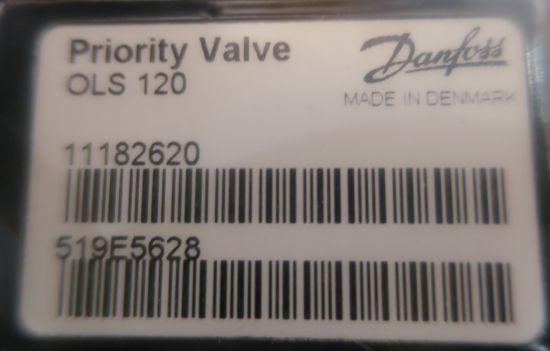 Priority Valve
OLS 120
Danfoss
MADE IN DENMARK
11182620
519E5628